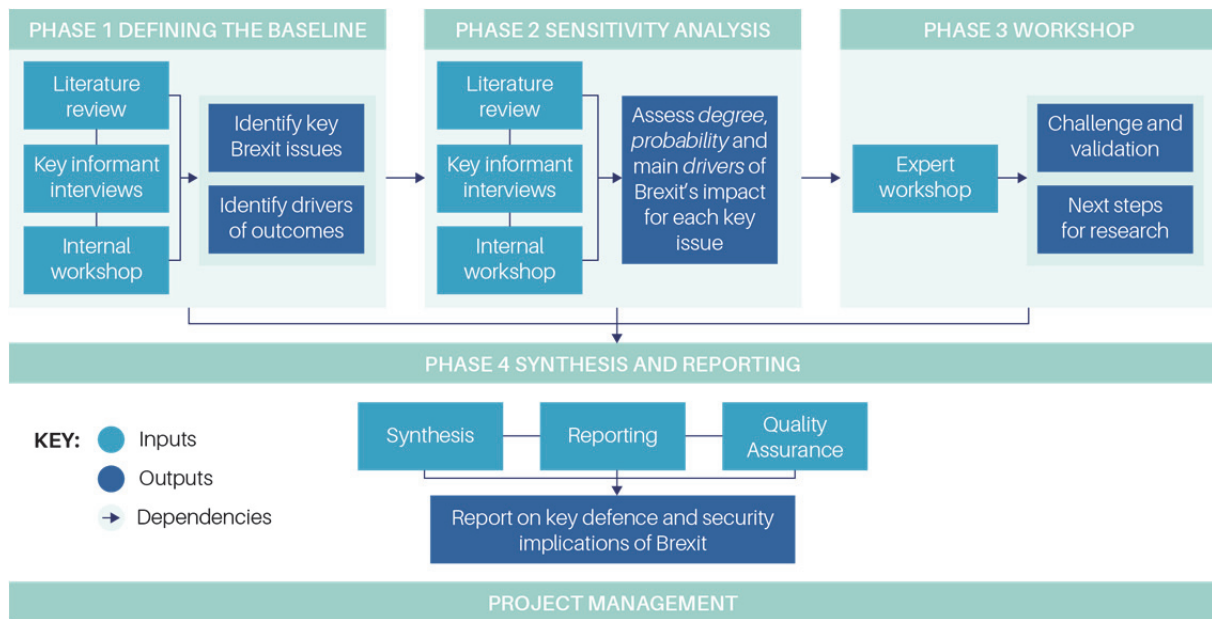 PHASE 1 DEFINING THE BASELINE
Literature
review
Key informant
interviews
Internal
workshop
Identify key
Brexit issues
Identify drivers
of outcomes
PHASE 2 SENSITIVITY ANALYSIS
Literature
review
Key informant
interviews
Internal
workshop
Assess degree,
probability and
main drivers of
Brexit's impact
for each key
issue
PHASE 3 WORKSHOP
Expert
workshop
Challenge and
validation
Next steps
for research
PHASE 4 SYNTHESIS AND REPORTING
KEY:
Inputs
Outputs
Dependencies
Synthesis
Reporting
Quality
Assurance
Report on key defence and security
implications of Brexit
PROJECT MANAGEMENT